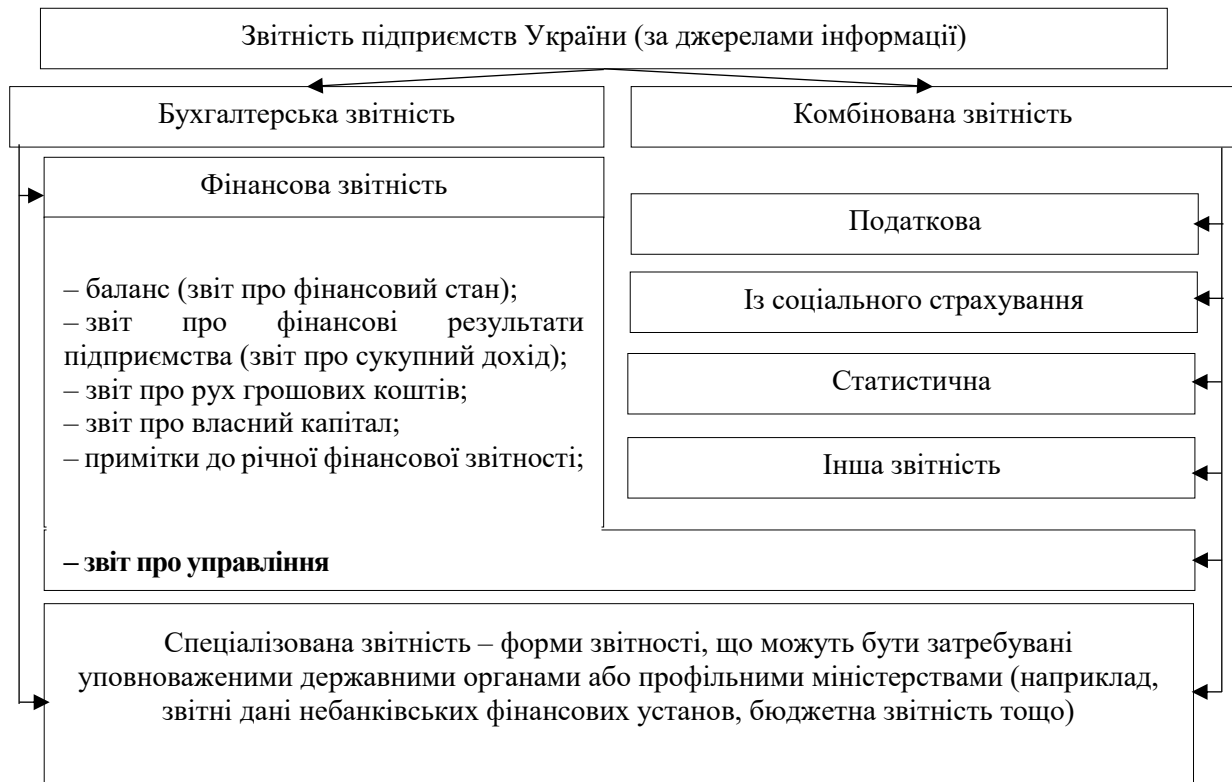 Звітність підприємств України (за джерелами інформації)
Бухгалтерська звітність
Комбінована звітність
Фінансова звітність
– баланс (звіт про фінансовий стан);
– звіт про фінансові результати
підприємства (звіт про сукупний дохід);
– звіт про рух грошових коштів;
– звіт про власний капітал;
– примітки до річної фінансової звітності;
Податкова
Із соціального страхування
Статистична
Інша звітність
– звіт про управління
Спеціалізована звітність – форми звітності, що можуть бути затребувані
уповноваженими державними органами або профільними міністерствами (наприклад,
звітні дані небанківських фінансових установ, бюджетна звітність тощо)